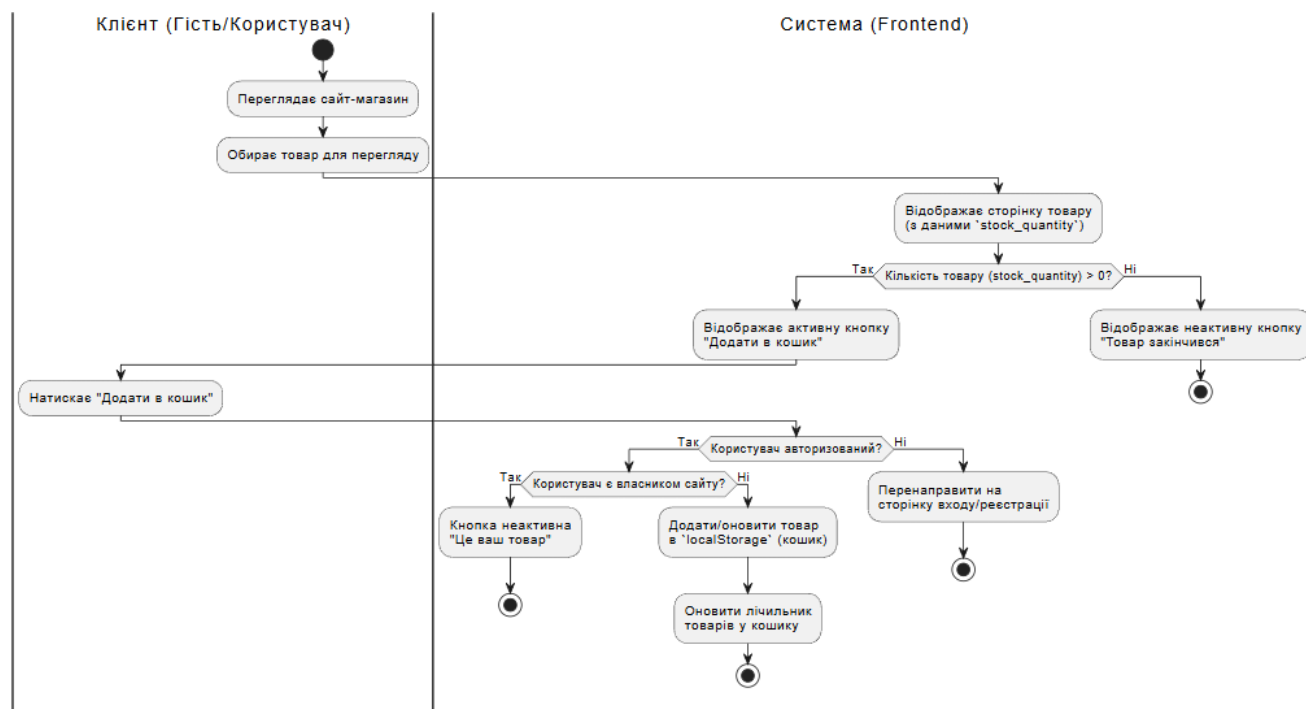 Клієнт (Гість/Користувач)
Система (Frontend)
Переглядає сайт-магазин
Обирає товар для перегляду
Відображає сторінку товару
(з даними `stock_quantity`)
Так
Кількість товару (stock_quantity) > 0?
Ні
Відображає активну кнопку
"Додати в кошик"
Відображає неактивну кнопку
"Товар закінчився"
Натискає "Додати в кошик"
Так
Користувач авторизований?
Ні
Так
Користувач є власником сайту?
Ні
Перенаправити на
сторінку входу/реєстрації
Кнопка неактивна
"Це ваш товар"
Додати/оновити товар
в `localStorage` (кошик)
Оновити лічильник
товарів у кошику